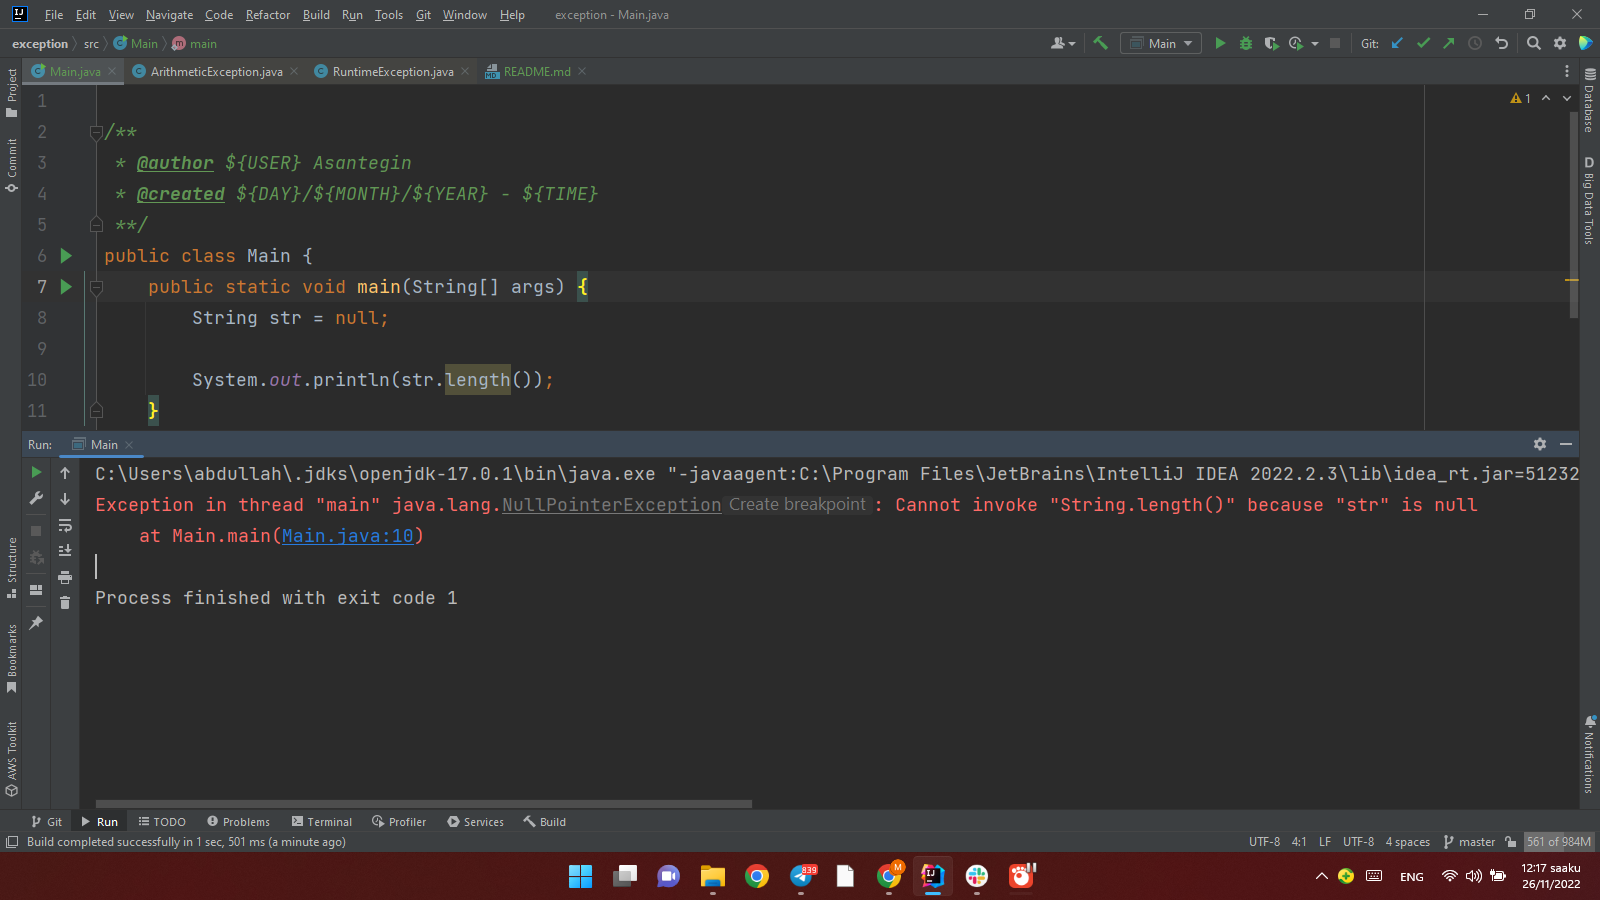 File Edit View Navigate Code Refactor Build Run Tools Git Window Help exception - Main.java
exception src Main main
Main Git:
Main.java ArithmeticException.java RuntimeException.java README.md
Project
Commit
Structure
Bookmarks
AWS Toolkit
1
2 /**
3 * @author ${USER} Asantegin
4 * @created ${DAY}/${MONTH}/${YEAR} - ${TIME}
5 **/
6 public class Main {
7 public static void main(String[] args) {
8 String str = null;
9
10 System.out.println(str.length());
11 }
1
Database
D Big Data Tools
Notifications
Run: Main
C:\Users\abdullah\.jdks\openjdk-17.0.1\bin\java.exe "-javaagent:C:\Program Files\JetBrains\IntelliJ IDEA 2022.2.3\lib\idea_rt.jar=51232
Exception in thread "main" java.lang.NullPointerException Create breakpoint : Cannot invoke "String.length()" because "str" is null
at Main.main(Main.java:10)
Process finished with exit code 1
Git Run TODO Problems Terminal Profiler Services Build
Build completed successfully in 1 sec, 501 ms (a minute ago) UTF-8 4:1 LF UTF-8 4 spaces master 561 of 984M
839 M IJ ENG 12:17 saaku
26/11/2022